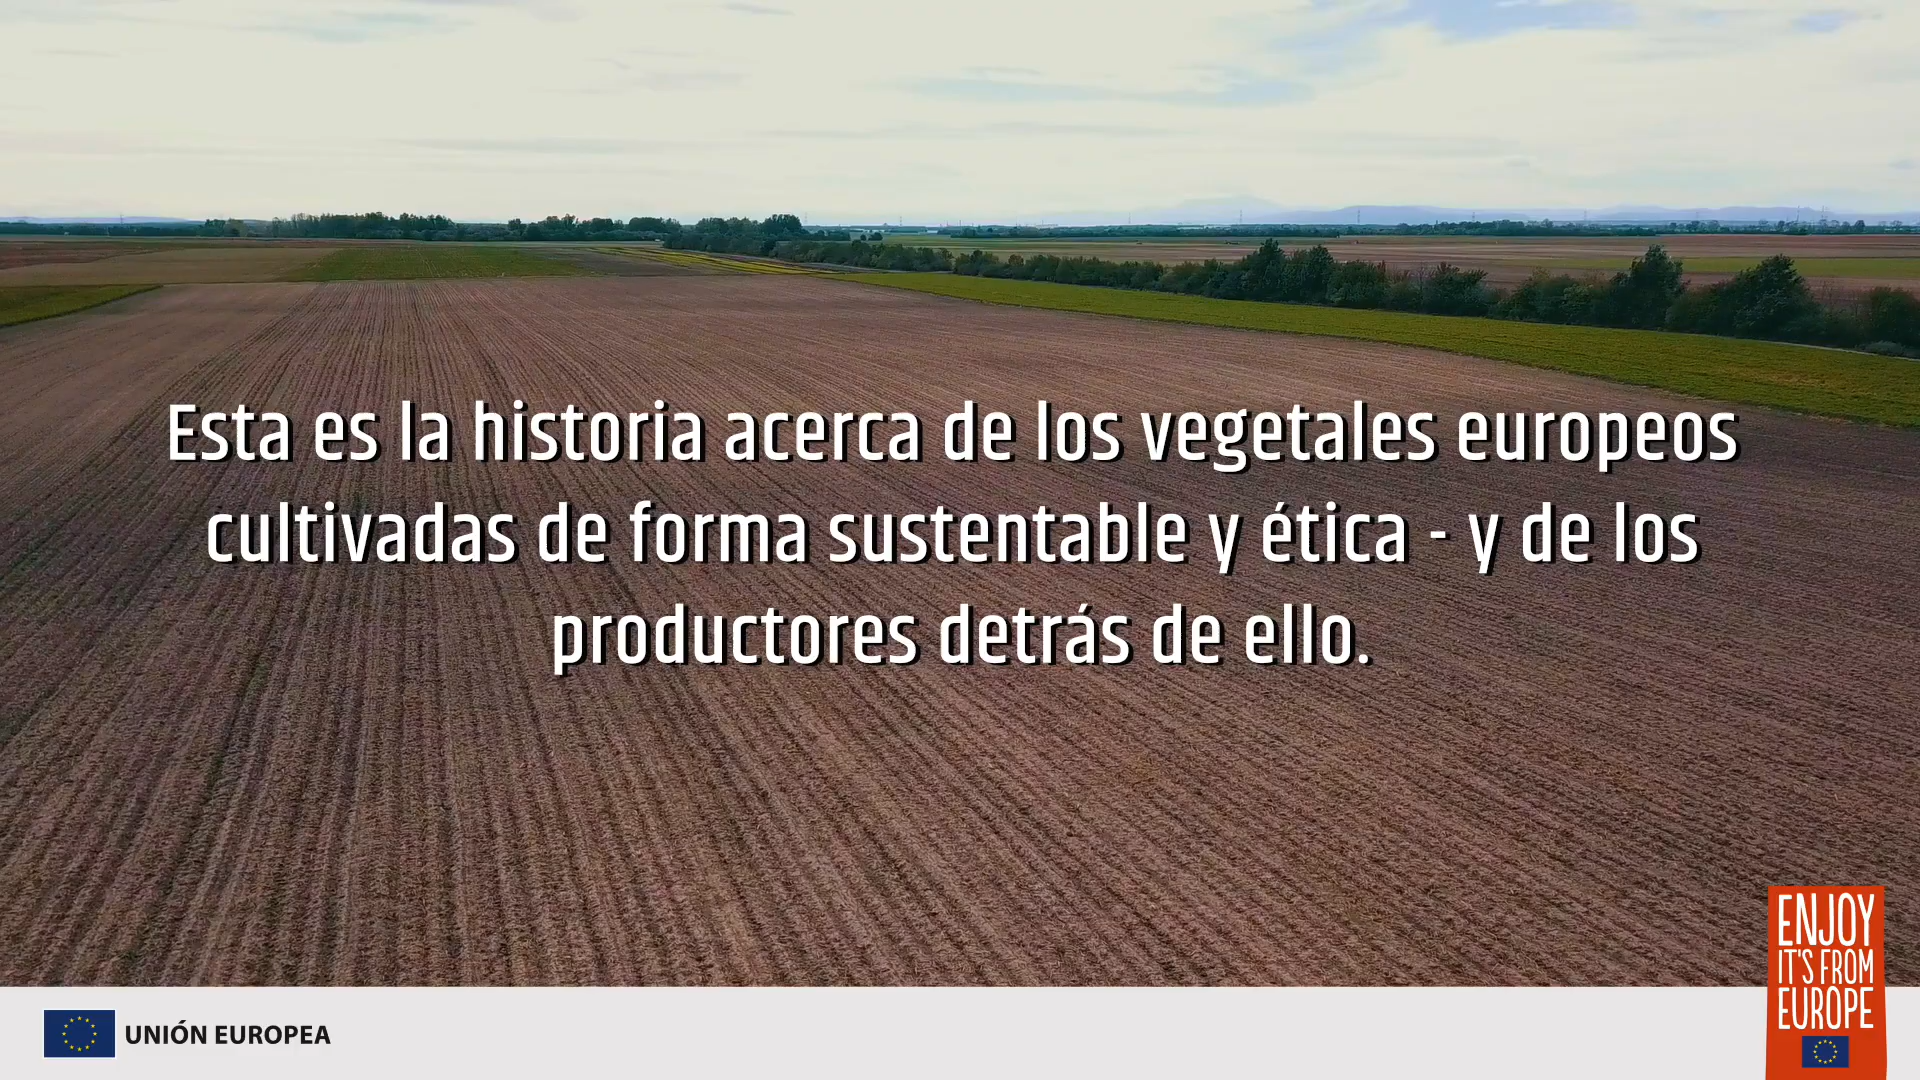 Esta es la historia acerca de los vegetales europeos
cultivadas de forma sustentable y ética - y de los
productores detrás de ello.
ENJOY
IT'S FROM
EUROPE
UNIÓN EUROPEA